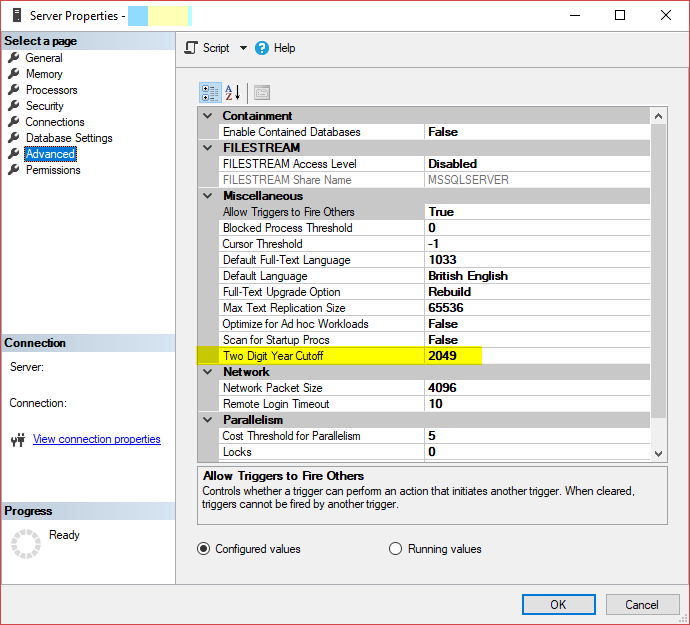 Server Properties -
Select a page
General
Memory
Processors
Security
Connections
Database Settings
Advanced
Permissions
Connection
Server:
Connection:
View connection properties
Progress
Ready
Script
Help
A
Z
Containment
Enable Contained Databases False
FILESTREAM
FILESTREAM Access Level Disabled
FILESTREAM Share Name MSSQLSERVER
Miscellaneous
Allow Triggers to Fire Others True
Blocked Process Threshold 0
Cursor Threshold -1
Default Full-Text Language 1033
Default Language British English
Full-Text Upgrade Option Rebuild
Max Text Replication Size 65536
Optimize for Ad hoc Workloads False
Scan for Startup Procs False
Two Digit Year Cutoff 2049
Network
Network Packet Size 4096
Remote Login Timeout 10
Parallelism
Cost Threshold for Parallelism 5
Locks 0
Allow Triggers to Fire Others
Controls whether a trigger can perform an action that initiates another trigger. When cleared,
triggers cannot be fired by another trigger.
Configured values Running values
OK Cancel